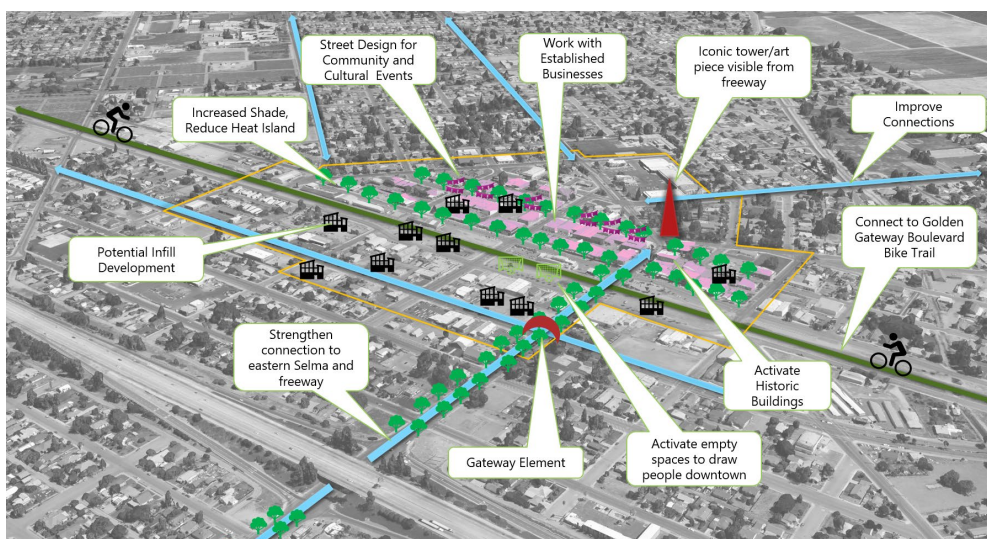 Street Design for
Community and
Cultural Events
Work with
Established
Businesses
Iconic tower/art
piece visible from
freeway
Increased Shade,
Reduce Heat Island
Improve
Connections
Connect to Golden
Gateway Boulevard
Bike Trail
Potential Infill
Development
Strengthen
connection to
eastern Selma and
freeway
Activate
Historic
Buildings
Gateway Element
Activate empty
spaces to draw
people downtown